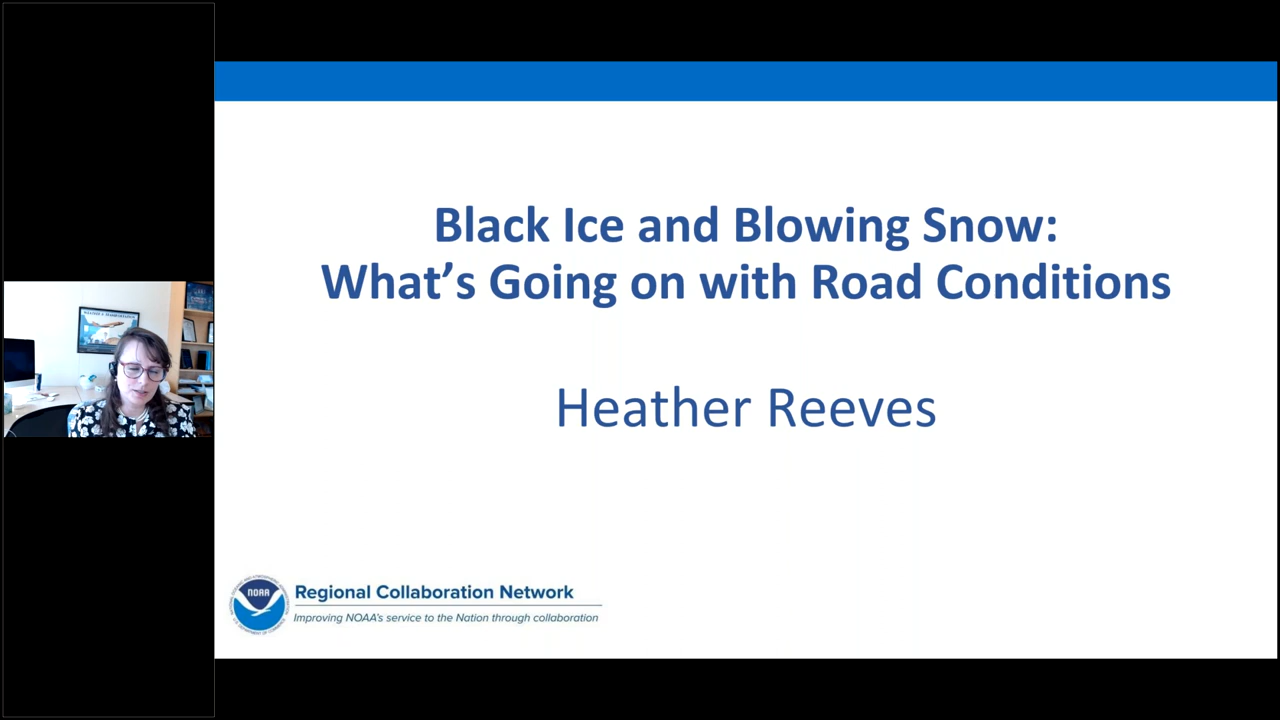 Black Ice and Blowing Snow:
What's Going on with Road Conditions
Heather Reeves
NOAA
Regional Collaboration Network
Improving NOAA's service to the Nation through collaboration